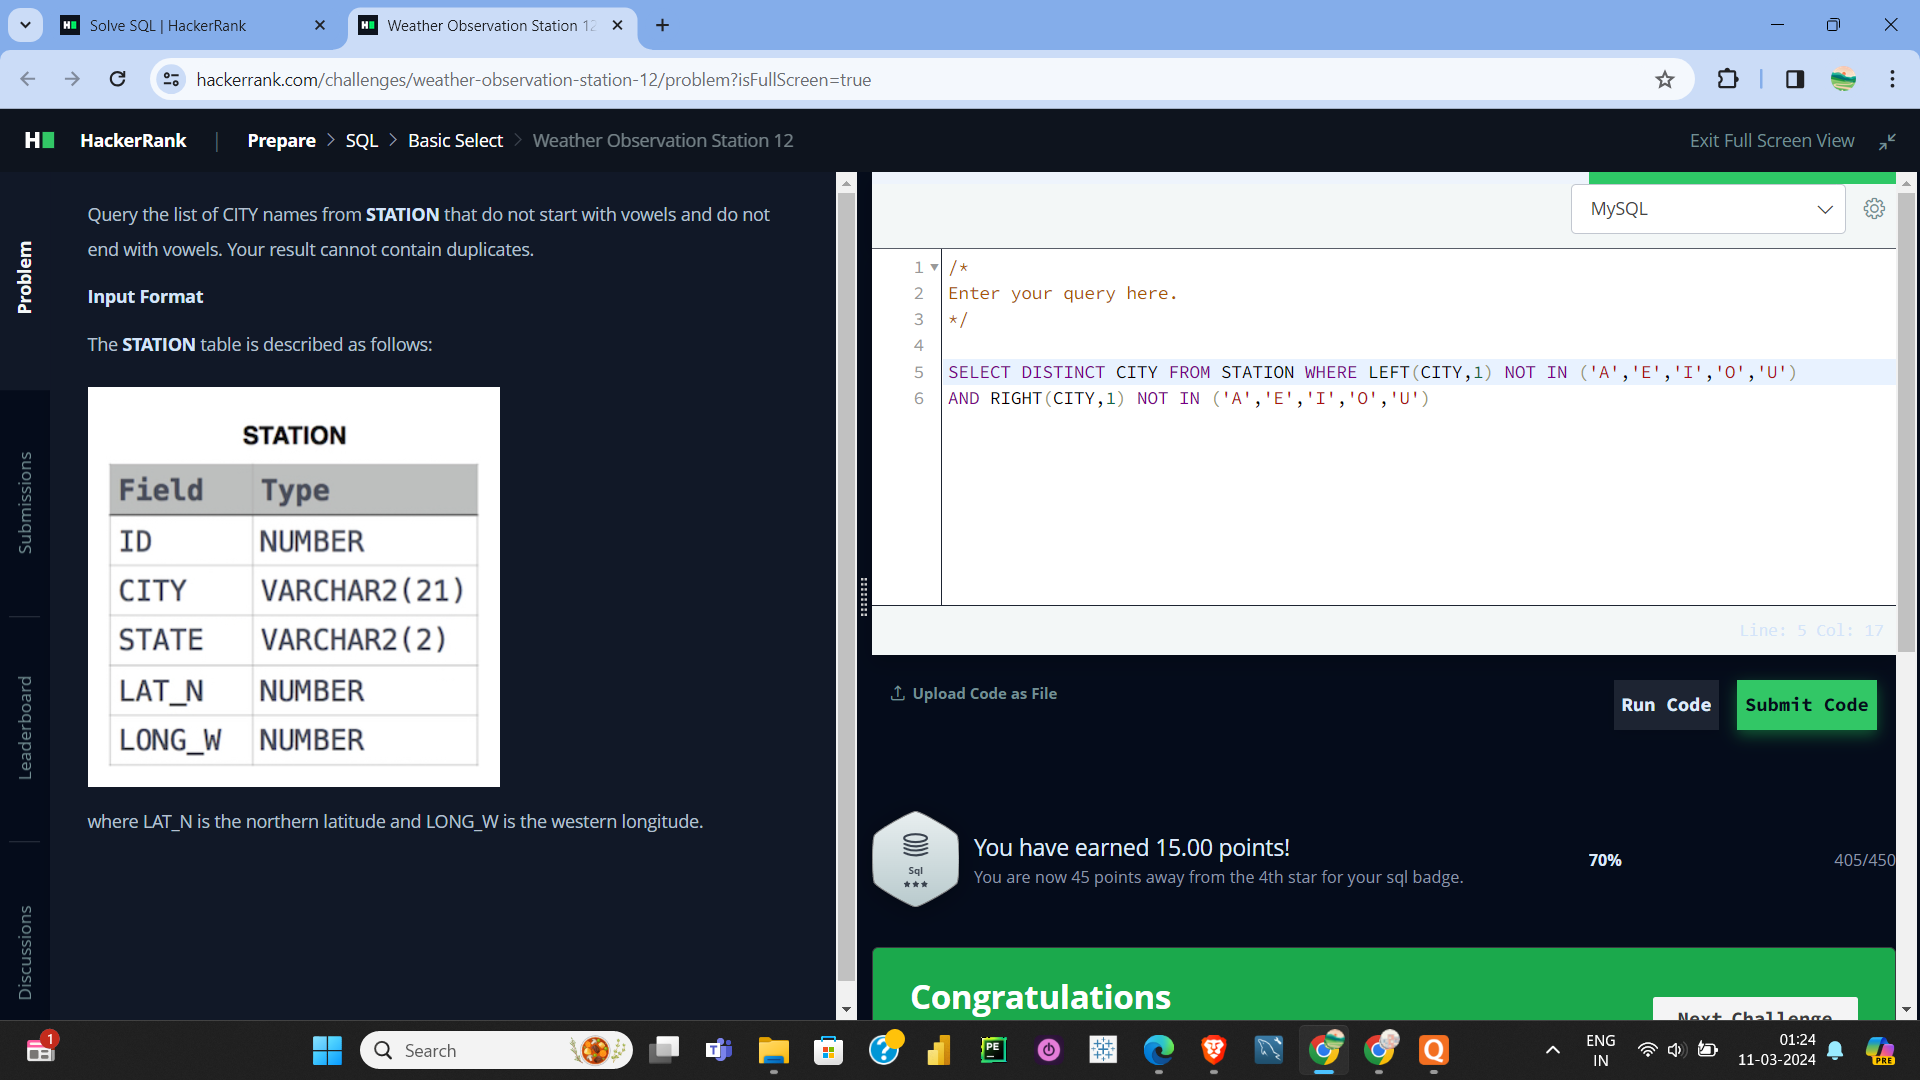 Solve SQL | HackerRank
Weather Observation Station 12
hackerrank.com/challenges/weather-observation-station-12/problem?isFullScreen=true
HackerRank | Prepare > SQL > Basic Select > Weather Observation Station 12
Exit Full Screen View
Problem
Submissions
Leaderboard
Discussions
Query the list of CITY names from STATION that do not start with vowels and do not
end with vowels. Your result cannot contain duplicates.
Input Format
The STATION table is described as follows:
STATION
Field Type
ID NUMBER
CITY VARCHAR2(21)
STATE VARCHAR2(2)
LAT_N NUMBER
LONG_W NUMBER
where LAT_N is the northern latitude and LONG_W is the western longitude.
MySQL
1 /*
2 Enter your query here.
3 */
4
5 SELECT DISTINCT CITY FROM STATION WHERE LEFT(CITY,1) NOT IN ('A','E','I','O','U')
6 AND RIGHT(CITY,1) NOT IN ('A','E','I','O','U')
Line: 5 Col: 17
Upload Code as File
Run Code
Submit Code
Sql
You have earned 15.00 points!
You are now 45 points away from the 4th star for your sql badge.
70%
405/450
Congratulations
Next Challenge
1
Search
ENG
IN
01:24
11-03-2024
PRE